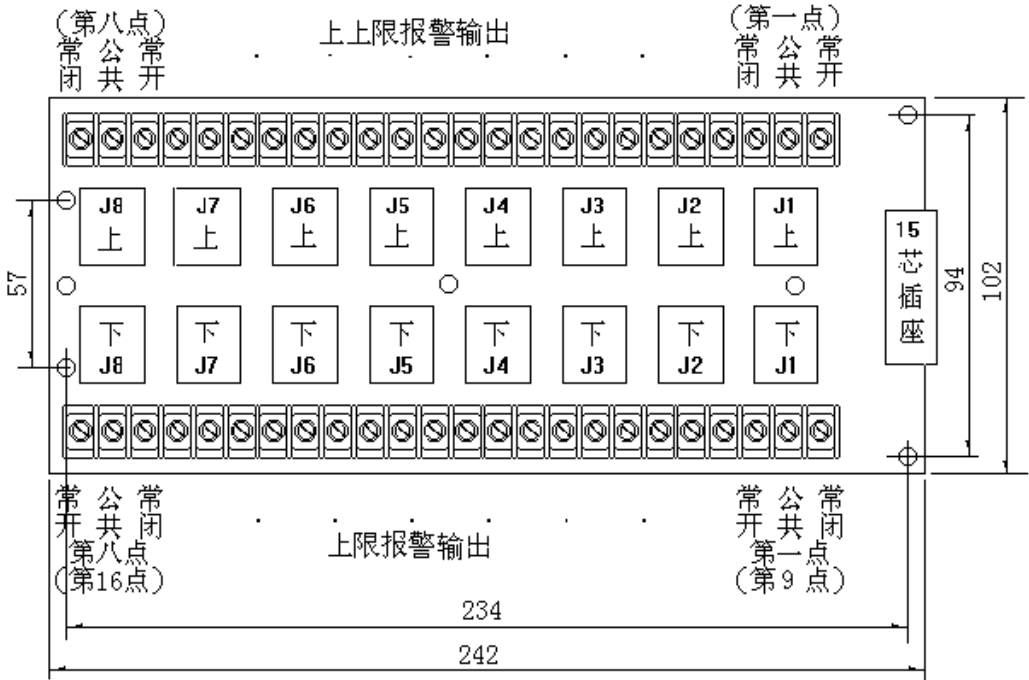 (第八点)
常闭 公共 常开
上上限报警输出
(第一点)
常闭 公共 常开
J8 上
J7 上
J6 上
J5 上
J4 上
J3 上
J2 上
J1 上
15芯插座
57
94
102
下 J8
下 J7
下 J6
下 J5
下 J4
下 J3
下 J2
下 J1
常开 公共 常闭
第八点
(第16点)
上限报警输出
常开 公共 常闭
第一点
(第9点)
234
242